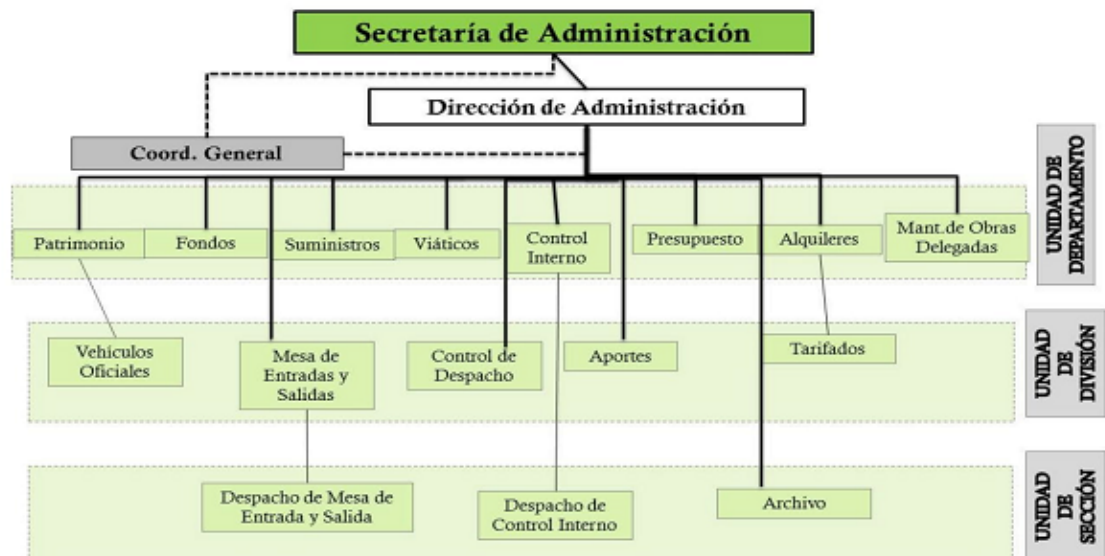 Secretaría de Administración
Dirección de Administración
Coord. General
Patrimonio
Fondos
Suministros
Viáticos
Control
Interno
Presupuesto
Alquileres
Mant.de Obras
Delegadas
UNIDAD DE
DEPARTAMENTO
Vehículos
Oficiales
Mesa de
Entradas y
Salidas
Control de
Despacho
Aportes
Tarifados
UNIDAD
DE
DIVISIÓN
Despacho de Mesa de
Entrada y Salida
Despacho de
Control Interno
Archivo
UNIDAD
DE
SECCIÓN